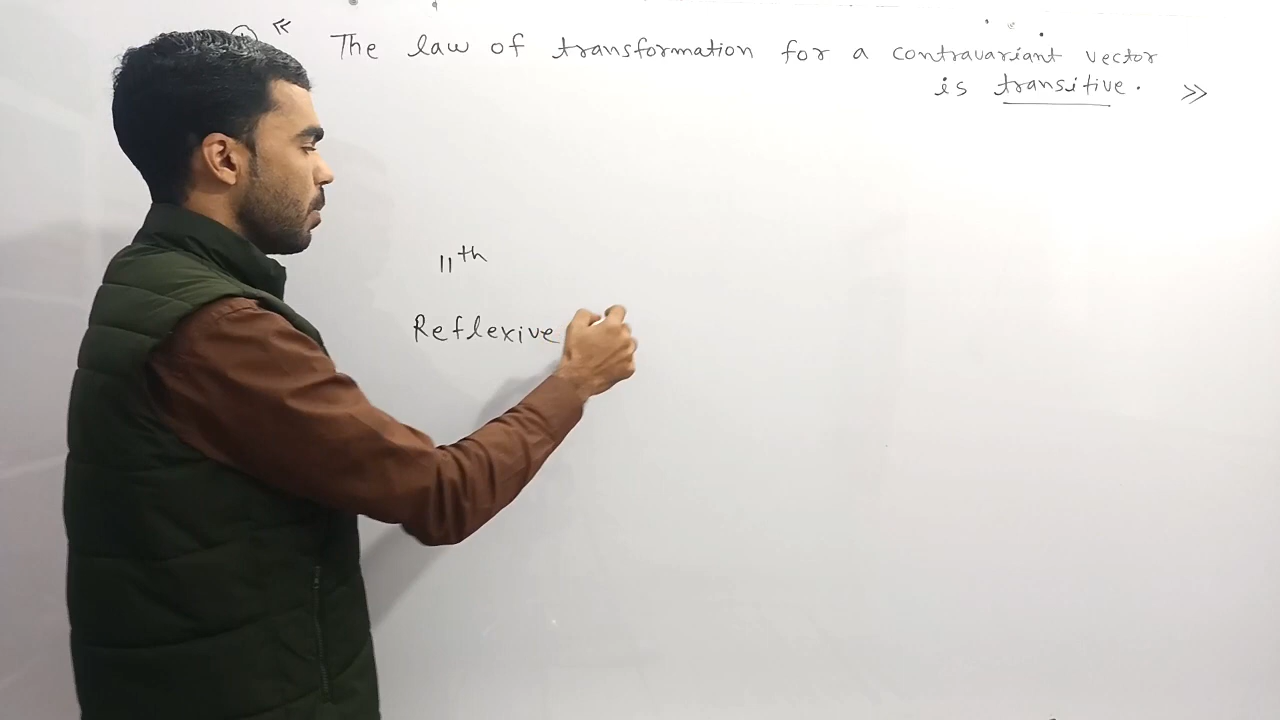 « The law of transformation for a contravariant vector
is transitive. »
11th
Reflexive